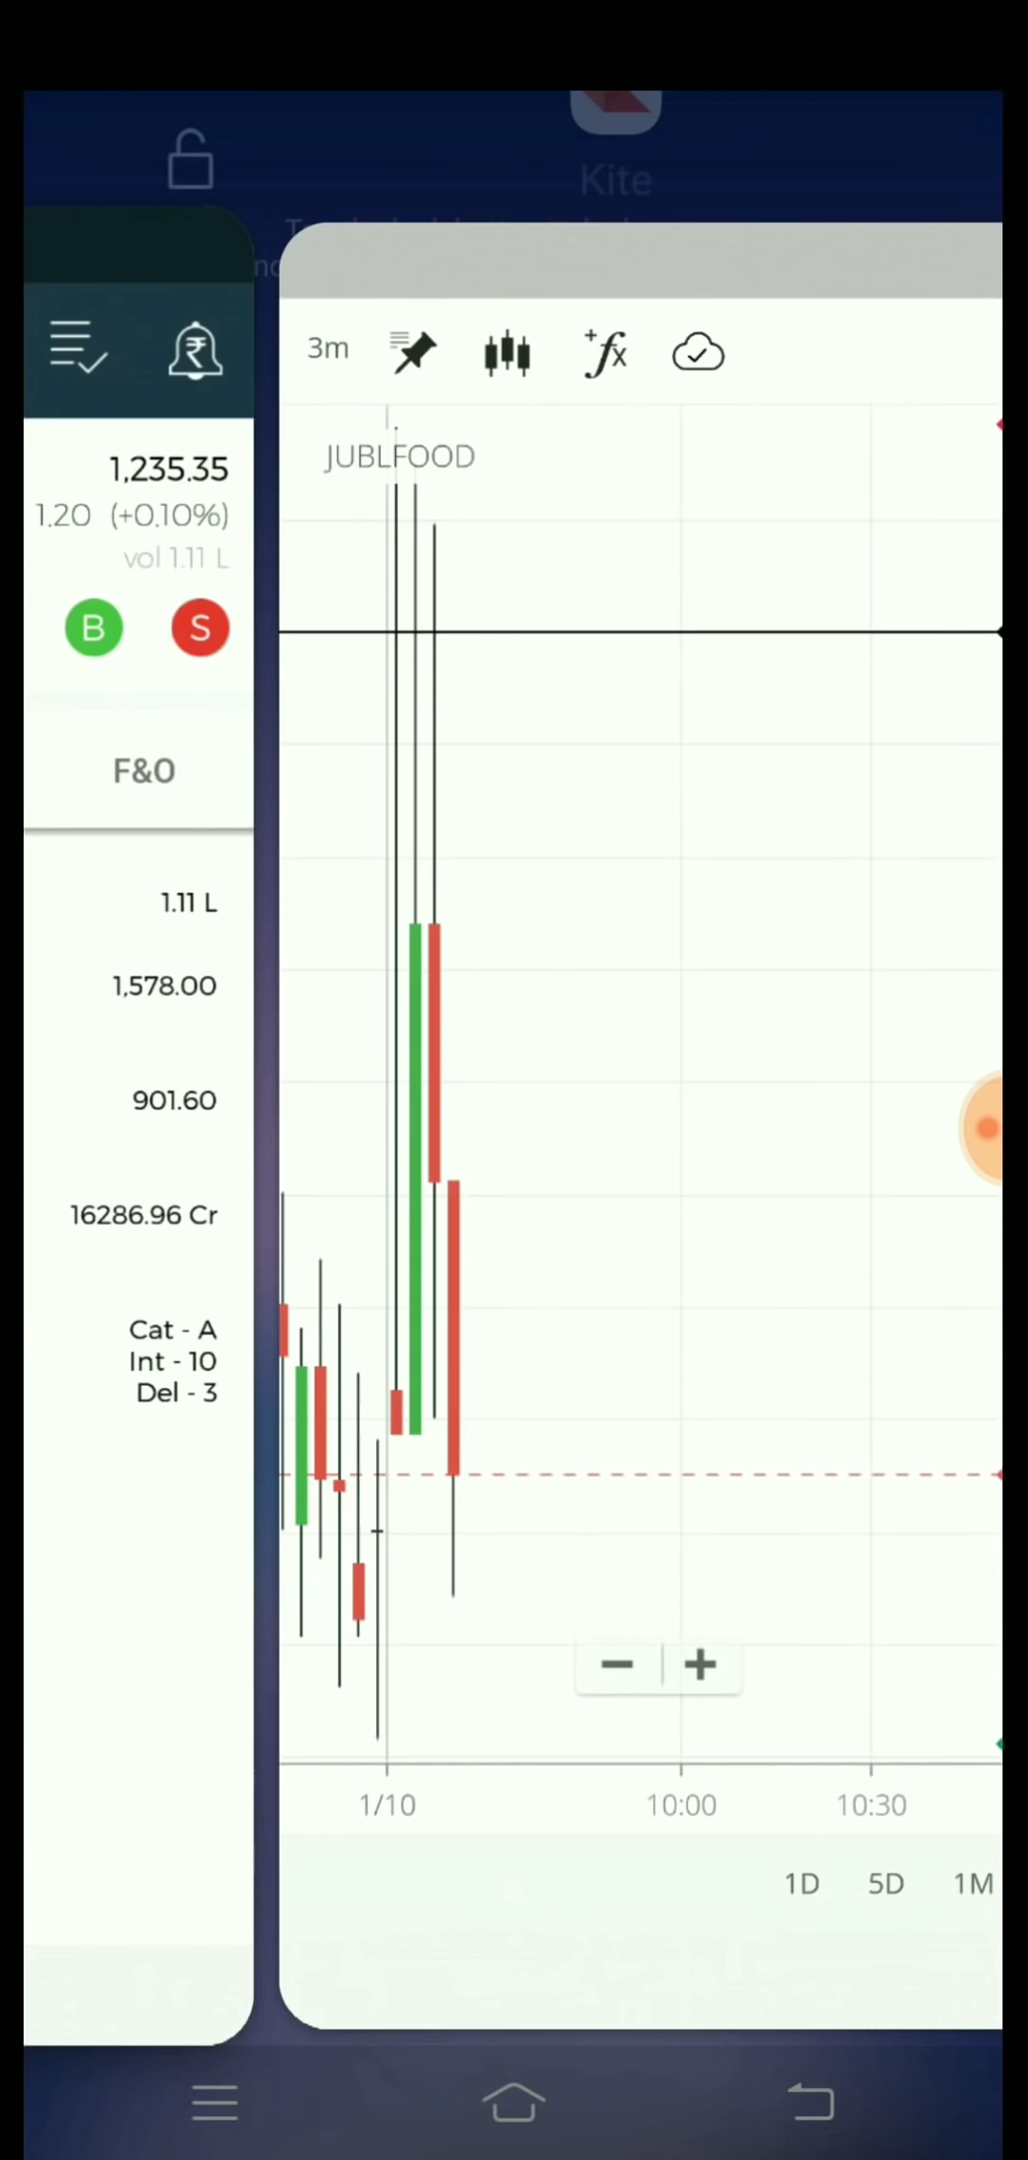 Kite
3m
JUBLFOOD
1,235.35
1.20 (+0.10%)
vol 1.11 L
B S
F&O
1.11 L
1,578.00
901.60
16286.96 Cr
Cat - A
Int - 10
Del - 3
1/10 10:00 10:30
1D 5D 1M